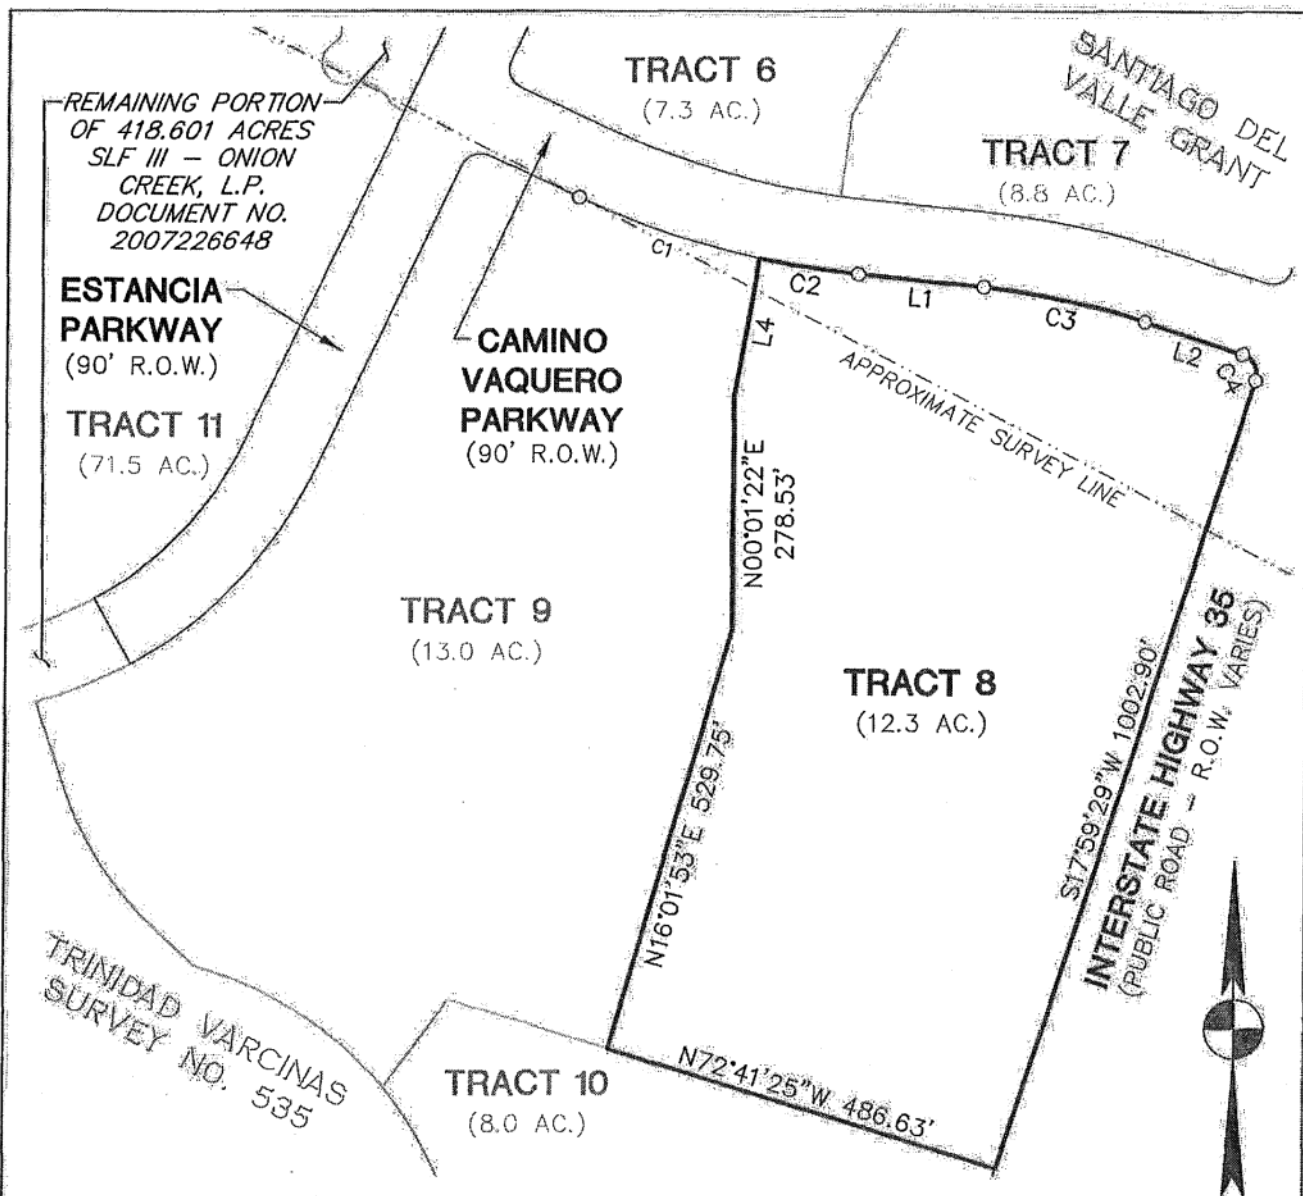 REMAINING PORTION
OF 418.601 ACRES
SLF III – ONION
CREEK, L.P.
DOCUMENT NO.
2007226648
TRACT 6
(7.3 AC.)
SANTIAGO DEL
VALLE GRANT
TRACT 7
(8.8 AC.)
ESTANCIA
PARKWAY
(90' R.O.W.)
TRACT 11
(71.5 AC.)
CAMINO
VAQUERO
PARKWAY
(90' R.O.W.)
C1
C2
L1
C3
L2
C4
L4
APPROXIMATE SURVEY LINE
N00°01'22"E
278.53'
TRACT 9
(13.0 AC.)
TRACT 8
(12.3 AC.)
N16°01'53"E 529.75'
S17°59'29"W 1002.90'
INTERSTATE HIGHWAY 35
(PUBLIC ROAD – R.O.W. VARIES)
TRINIDAD VARCINAS
SURVEY NO. 535
TRACT 10
(8.0 AC.)
N72°41'25"W 486.63'